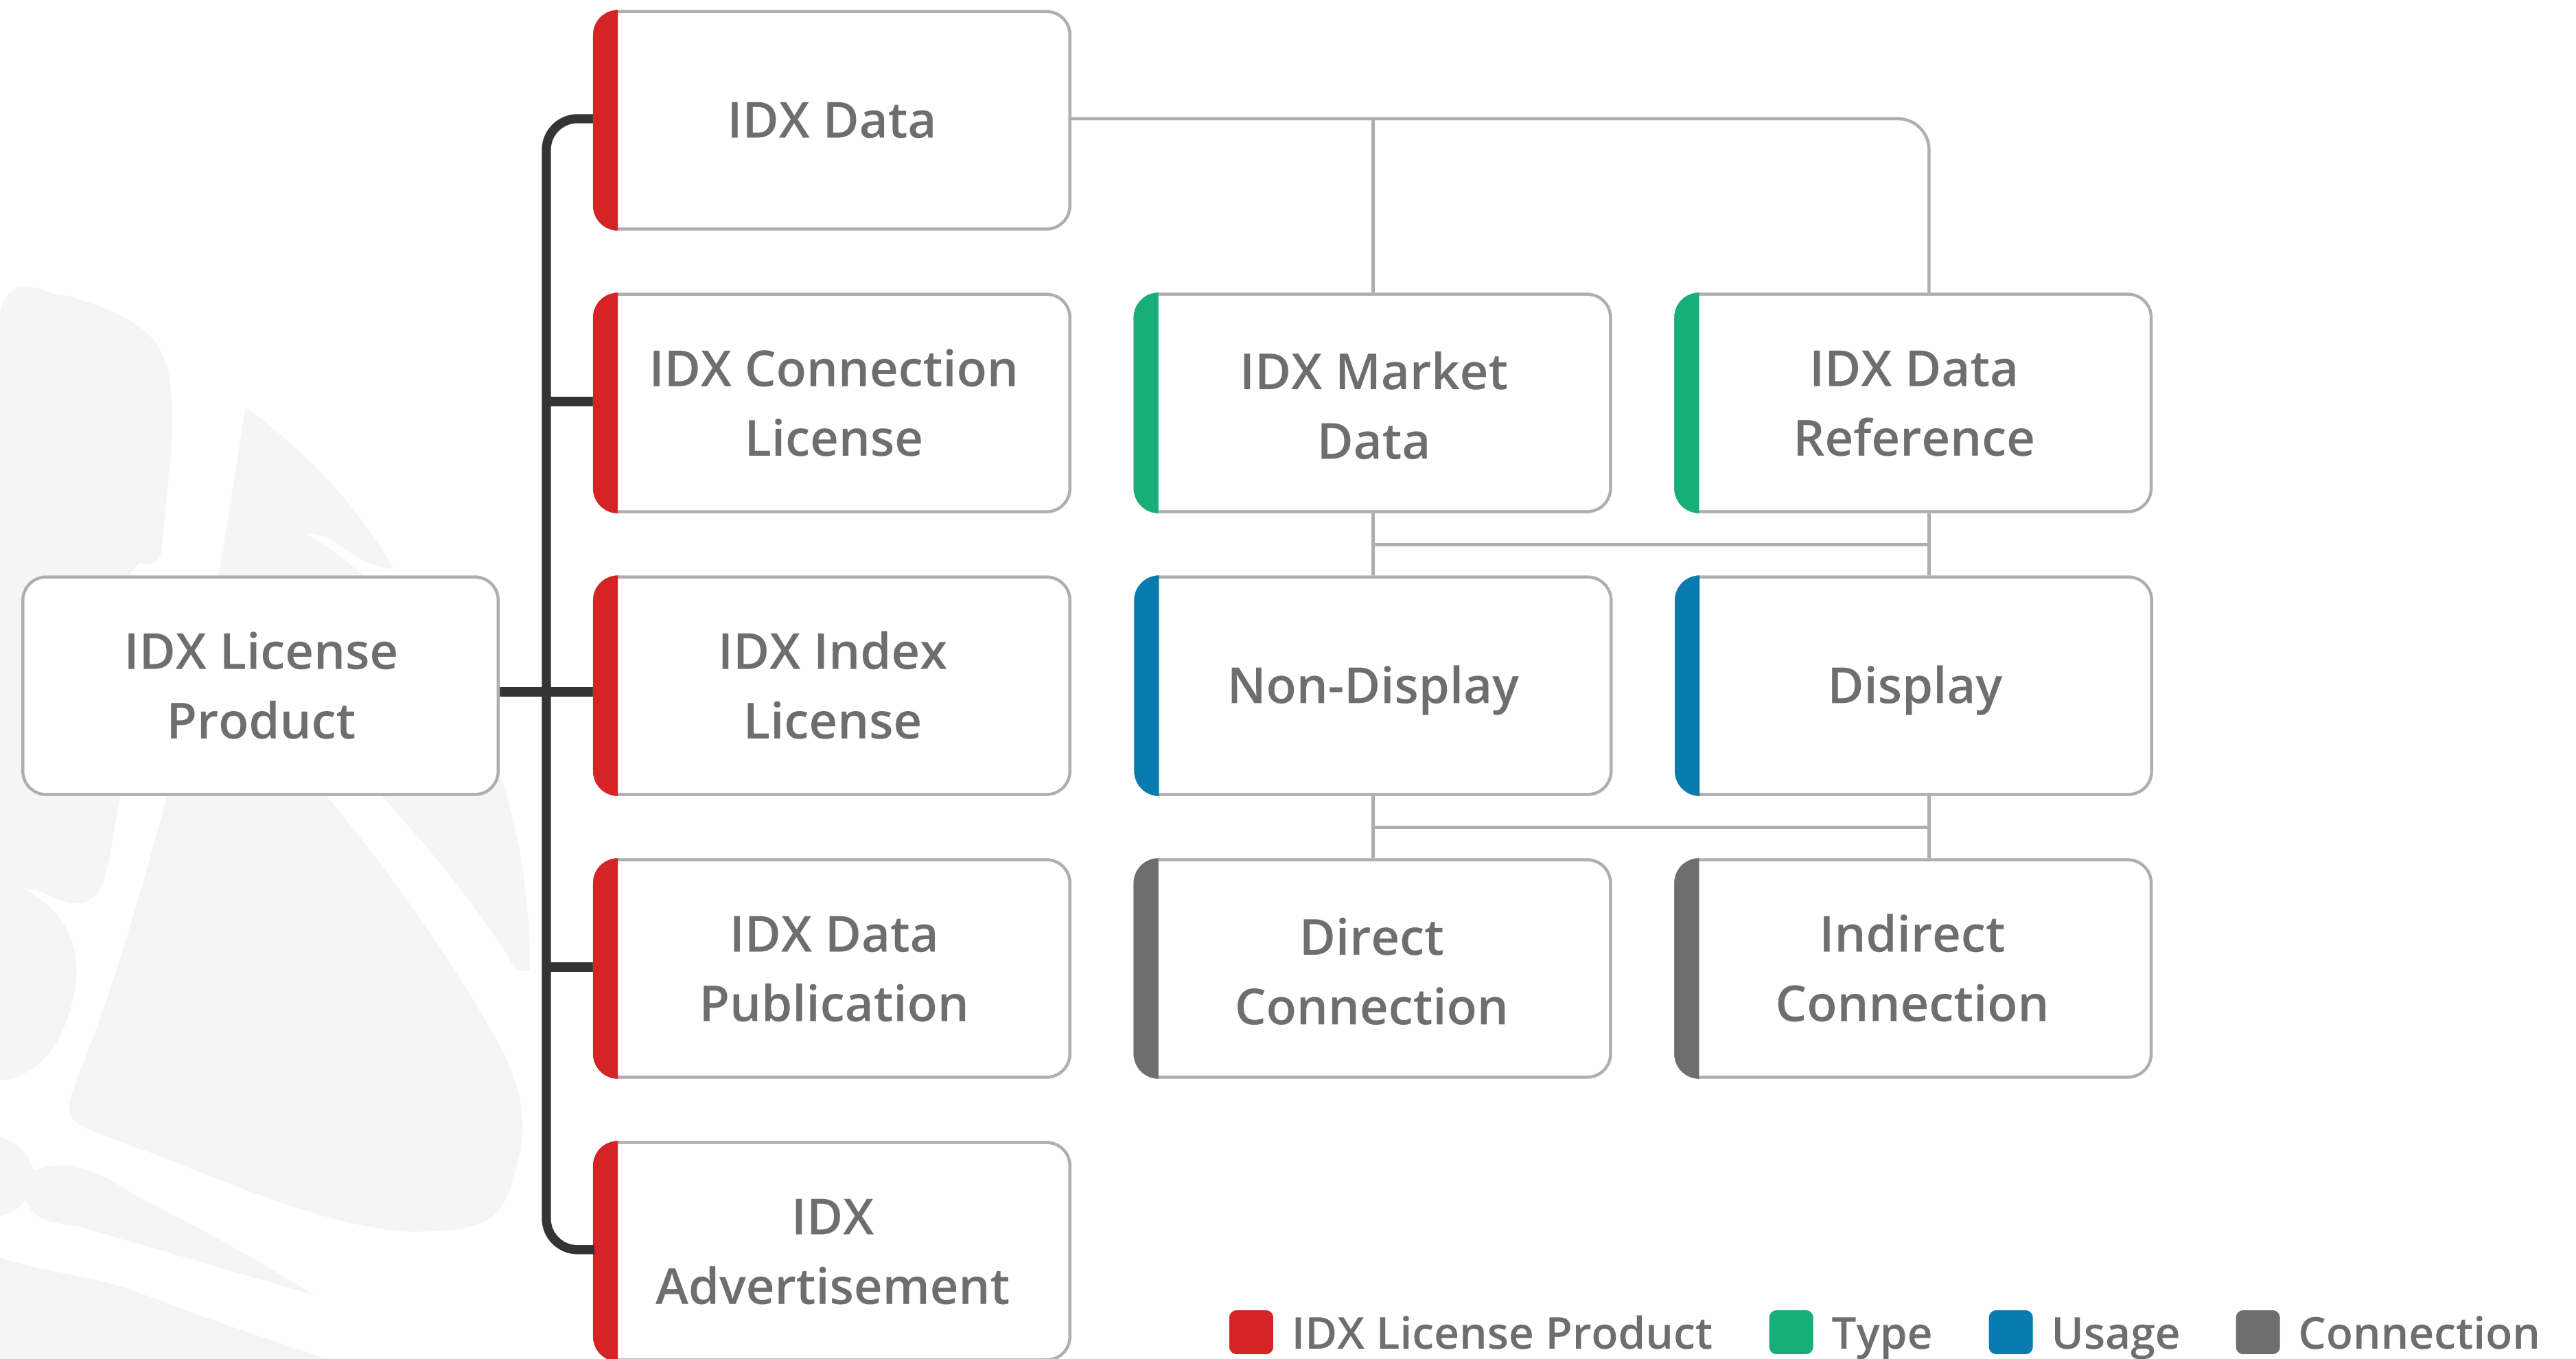 IDX Data
IDX Connection
License
IDX Market
Data
IDX Data
Reference
IDX License
Product
IDX Index
License
Non-Display
Display
IDX Data
Publication
Direct
Connection
Indirect
Connection
IDX
Advertisement
IDX License Product
Type
Usage
Connection